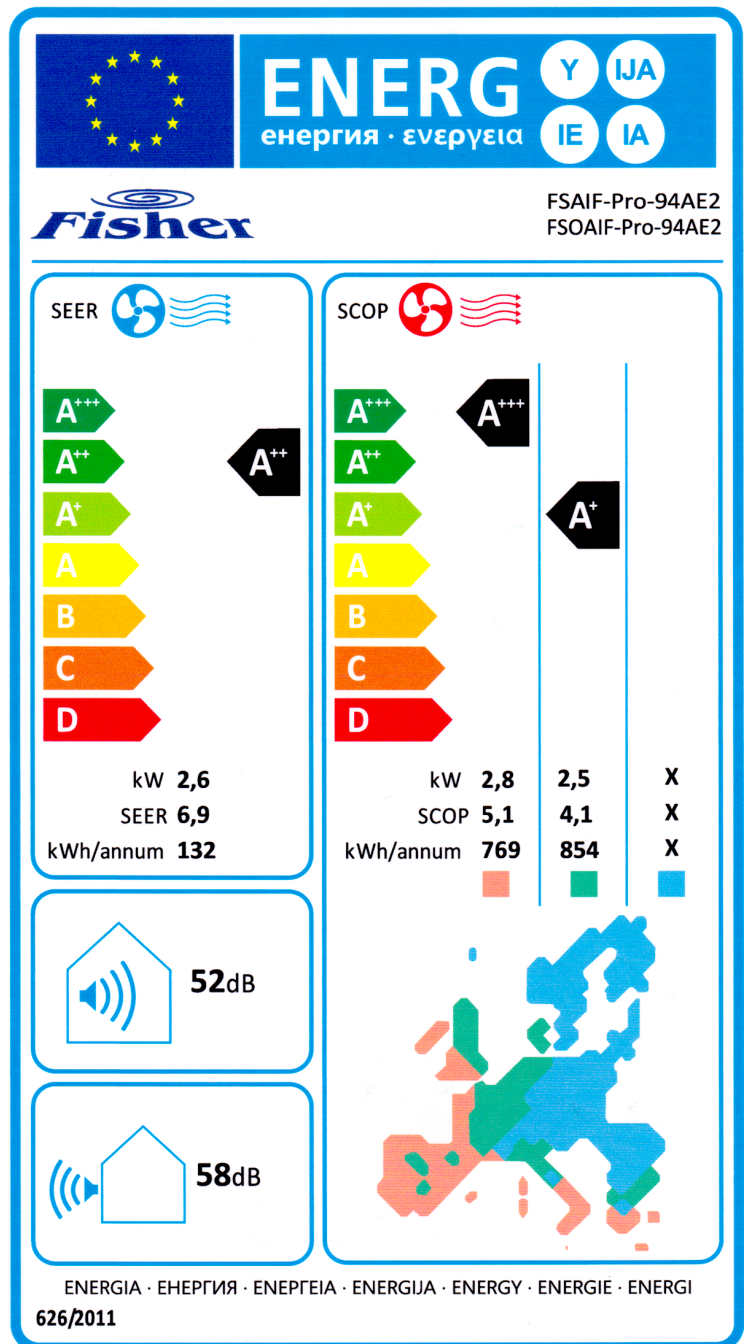 ENERG
енергия · ενεργεια
Y
IJA
IE
IA
Fisher
FSAIF-Pro-94AE2
FSOAIF-Pro-94AE2
SEER
A+++
A++
A+
A
B
C
D
A++
kW 2,6
SEER 6,9
kWh/annum 132
SCOP
A+++
A++
A+
A
B
C
D
A+++
A+
kW 2,8 2,5 X
SCOP 5,1 4,1 X
kWh/annum 769 854 X
52dB
58dB
ENERGIA · ЕНЕРГИЯ · ΕΝΕΡΓΕΙΑ · ENERGIJA · ENERGY · ENERGIE · ENERGI
626/2011